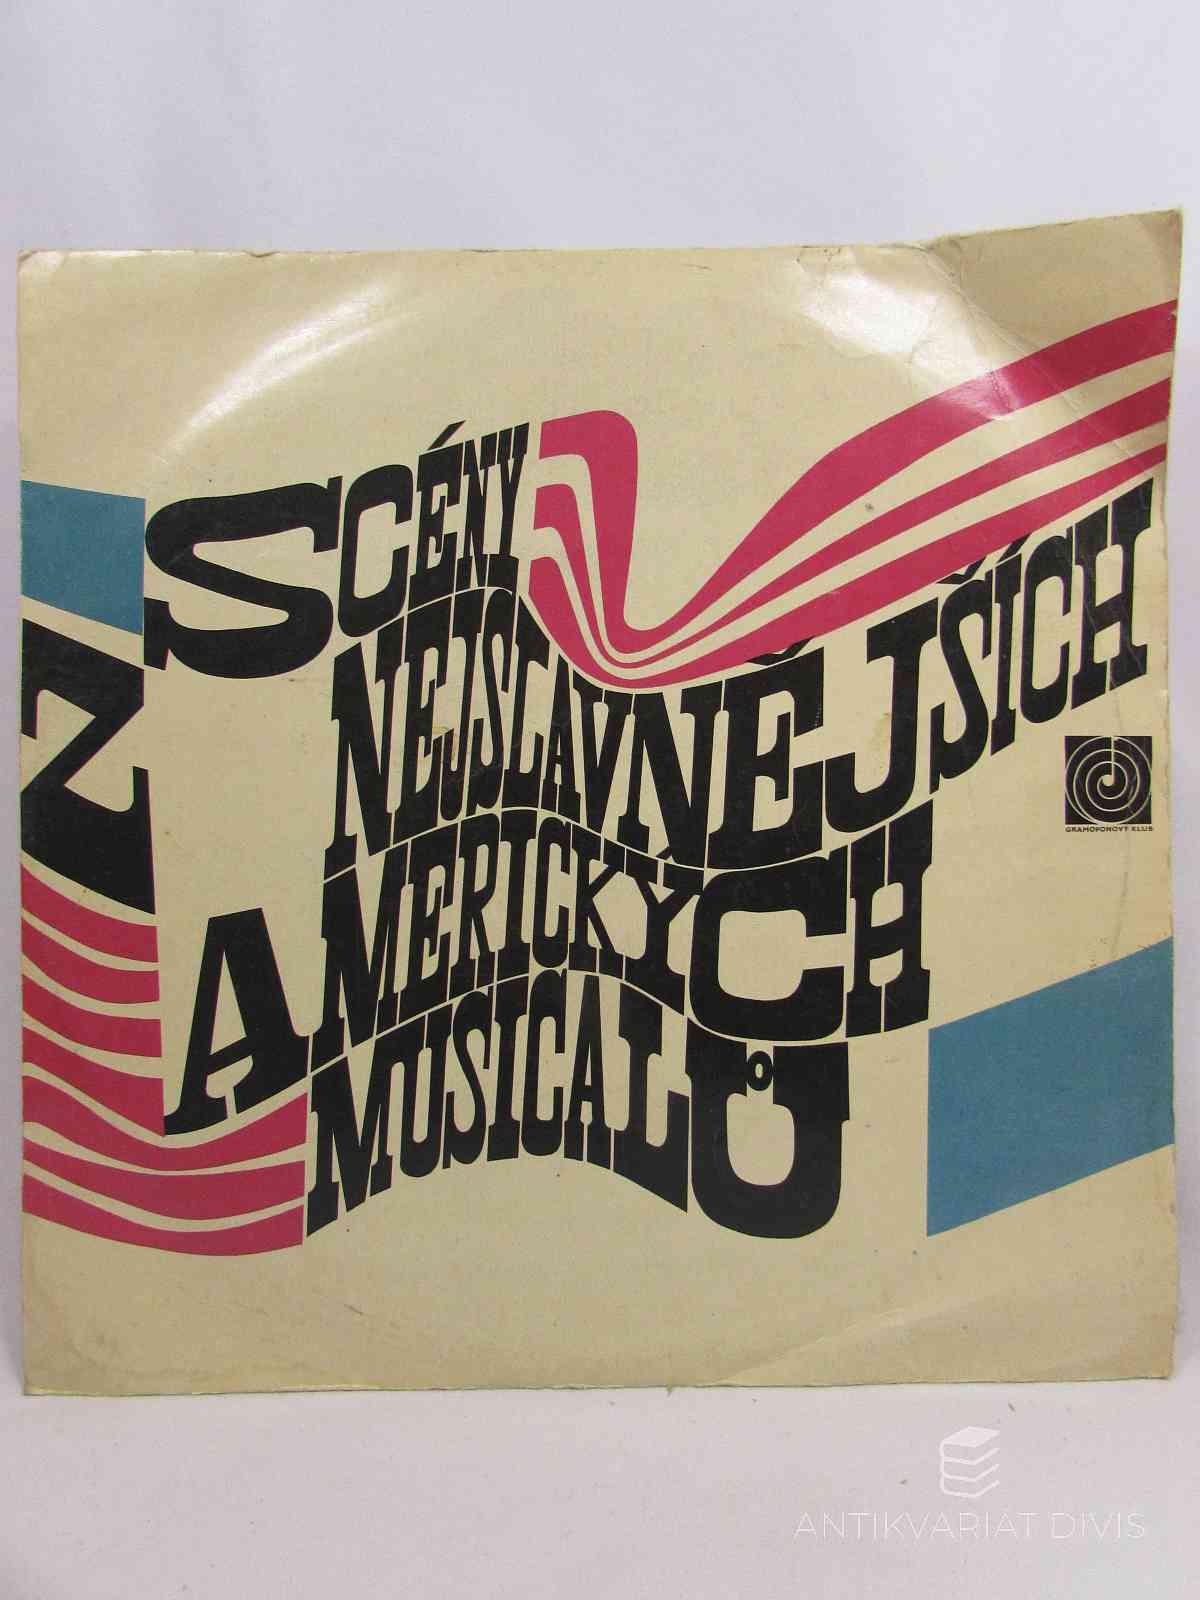 Z
SCÉNY
NEJSLAVNĚJŠÍCH
AMERICKÝCH
MUSICALŮ
GRAMOFONOVÝ KLUB
ANTIKVARIÁT DIVIS